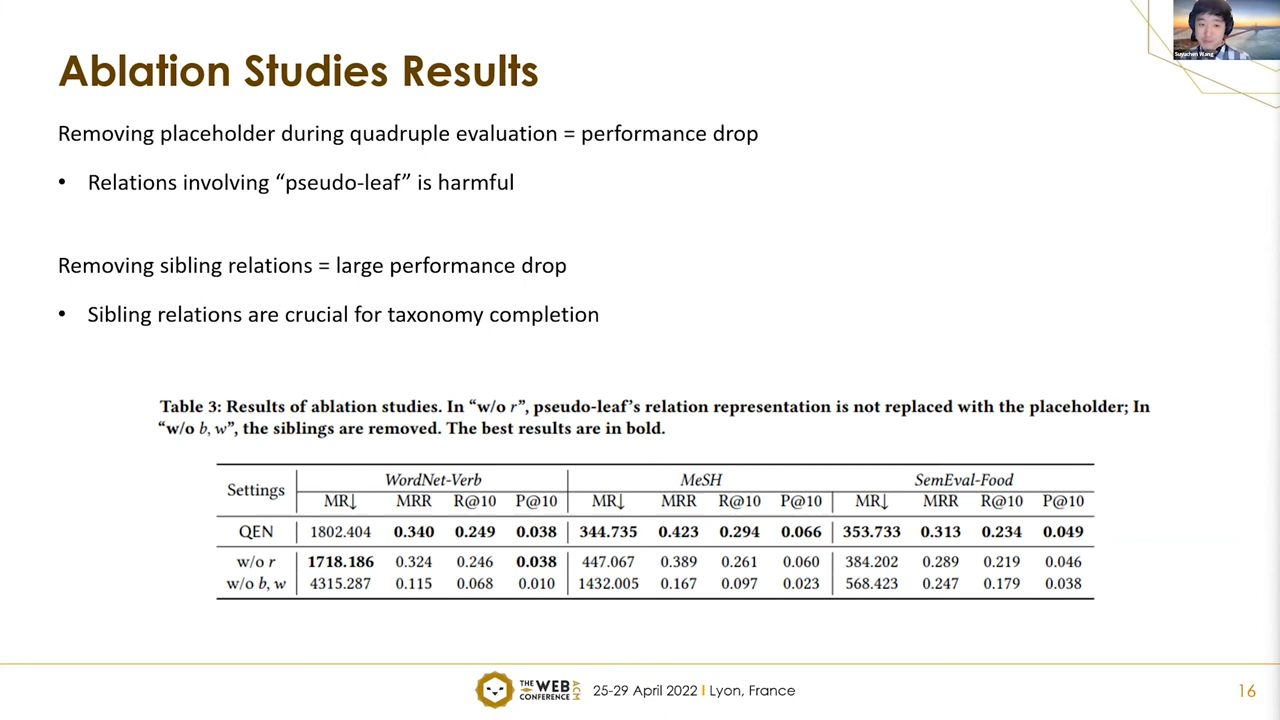 Suyuchen Wang
Ablation Studies Results
Removing placeholder during quadruple evaluation = performance drop
• Relations involving “pseudo-leaf” is harmful
Removing sibling relations = large performance drop
• Sibling relations are crucial for taxonomy completion
Table 3: Results of ablation studies. In “w/o r”, pseudo-leaf’s relation representation is not replaced with the placeholder; In
“w/o b, w”, the siblings are removed. The best results are in bold.
Settings WordNet-Verb MeSH SemEval-Food
MR↓ MRR R@10 P@10 MR↓ MRR R@10 P@10 MR↓ MRR R@10 P@10
QEN 1802.404 0.340 0.249 0.038 344.735 0.423 0.294 0.066 353.733 0.313 0.234 0.049
w/o r 1718.186 0.324 0.246 0.038 447.067 0.389 0.261 0.060 384.202 0.289 0.219 0.046
w/o b, w 4315.287 0.115 0.068 0.010 1432.005 0.167 0.097 0.023 568.423 0.247 0.179 0.038
THE WEB CONFERENCE ACM
25-29 April 2022 | Lyon, France
16